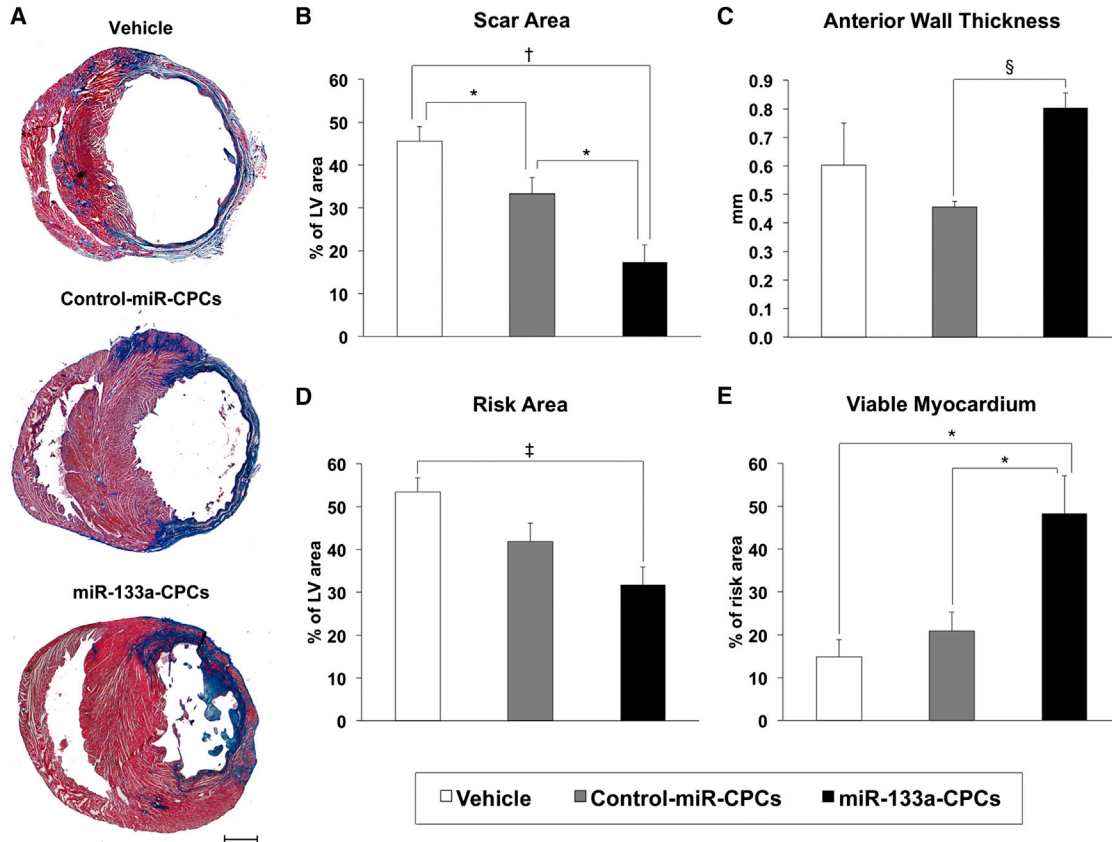 A
Vehicle
Control-miR-CPCs
miR-133a-CPCs
B
Scar Area
% of LV area
60
50
40
30
20
10
0
†
*
*
C
Anterior Wall Thickness
mm
0.9
0.8
0.7
0.6
0.5
0.4
0.3
0.2
0.1
0.0
§
D
Risk Area
% of LV area
60
50
40
30
20
10
0
‡
E
Viable Myocardium
% of risk area
60
50
40
30
20
10
0
*
*
Vehicle Control-miR-CPCs miR-133a-CPCs